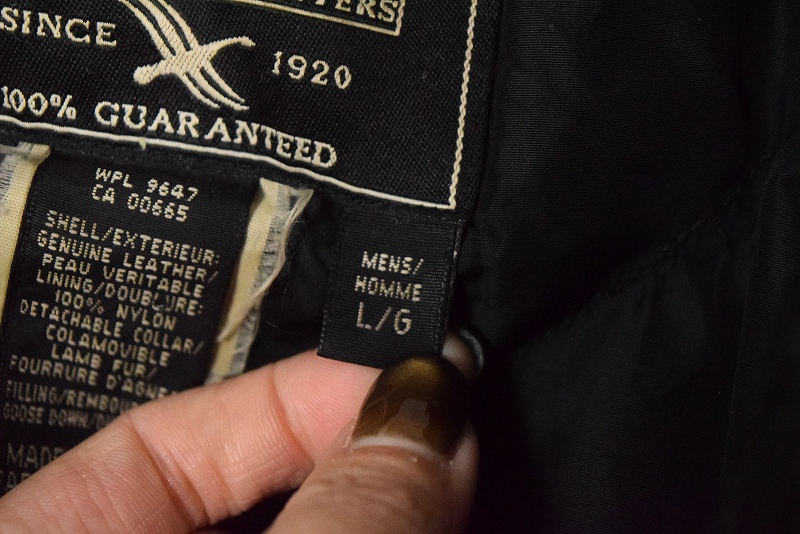 SINCE 1920
100% GUARANTEED
WPL 9647
CA 00665
SHELL/EXTERIEUR:
GENUINE LEATHER/
PEAU VERITABLE
LINING/DOUBLURE:
100% NYLON
DETACHABLE COLLAR/
COLAMOVIBLE
LAMB FUR/
FOURRURE
FILLING/
GOOSE DOWN/
MENS/
HOMME
L/G